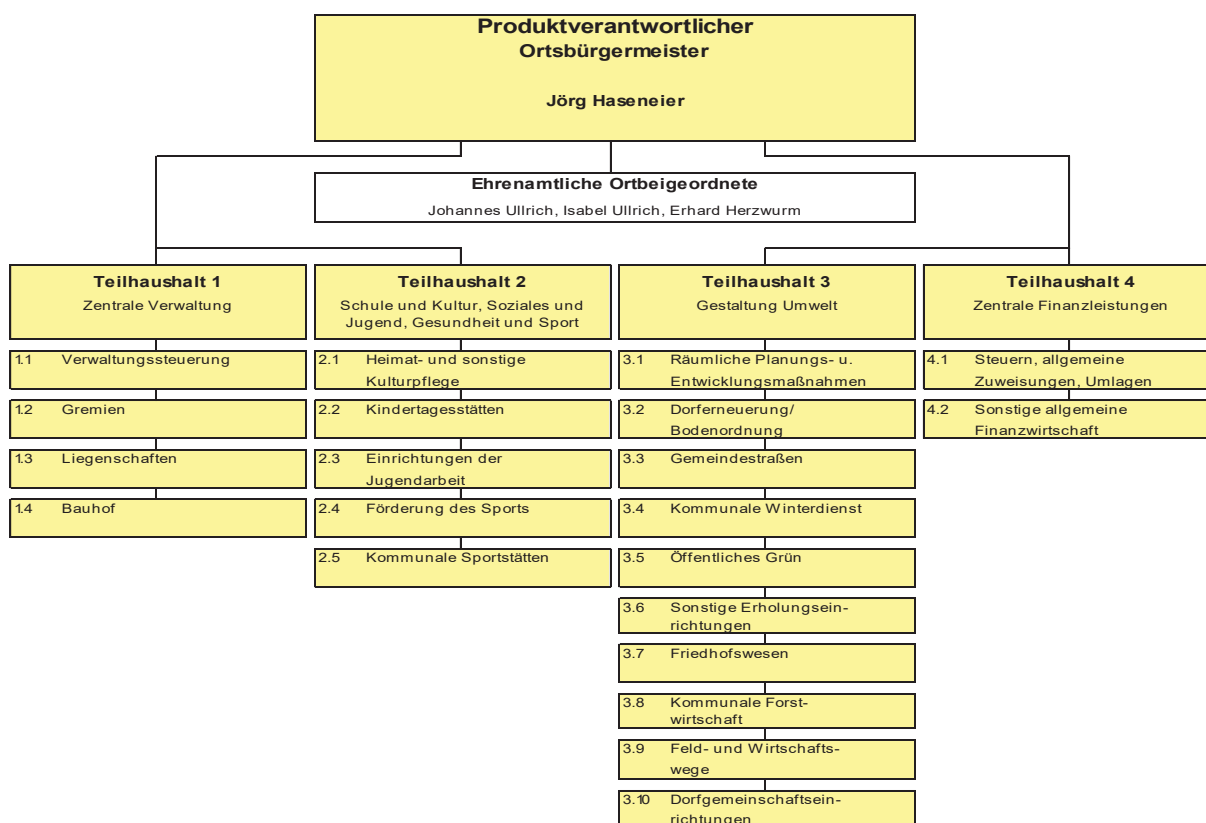 Produktverantwortlicher
Ortsbürgermeister
Jörg Haseneier
Ehrenamtliche Ortbeigeordnete
Johannes Ullrich, Isabel Ullrich, Erhard Herzwurm
Teilhaushalt 1
Zentrale Verwaltung
1.1 Verwaltungssteuerung
1.2 Gremien
1.3 Liegenschaften
1.4 Bauhof
Teilhaushalt 2
Schule und Kultur, Soziales und
Jugend, Gesundheit und Sport
2.1 Heimat- und sonstige
Kulturpflege
2.2 Kindertagesstätten
2.3 Einrichtungen der
Jugendarbeit
2.4 Förderung des Sports
2.5 Kommunale Sportstätten
Teilhaushalt 3
Gestaltung Umwelt
3.1 Räumliche Planungs- u.
Entwicklungsmaßnahmen
3.2 Dorferneuerung/
Bodenordnung
3.3 Gemeindestraßen
3.4 Kommunale Winterdienst
3.5 Öffentliches Grün
3.6 Sonstige Erholungsein-
richtungen
3.7 Friedhofswesen
3.8 Kommunale Forst-
wirtschaft
3.9 Feld- und Wirtschafts-
wege
3.10 Dorfgemeinschaftsein-
richtungen
Teilhaushalt 4
Zentrale Finanzleistungen
4.1 Steuern, allgemeine
Zuweisungen, Umlagen
4.2 Sonstige allgemeine
Finanzwirtschaft